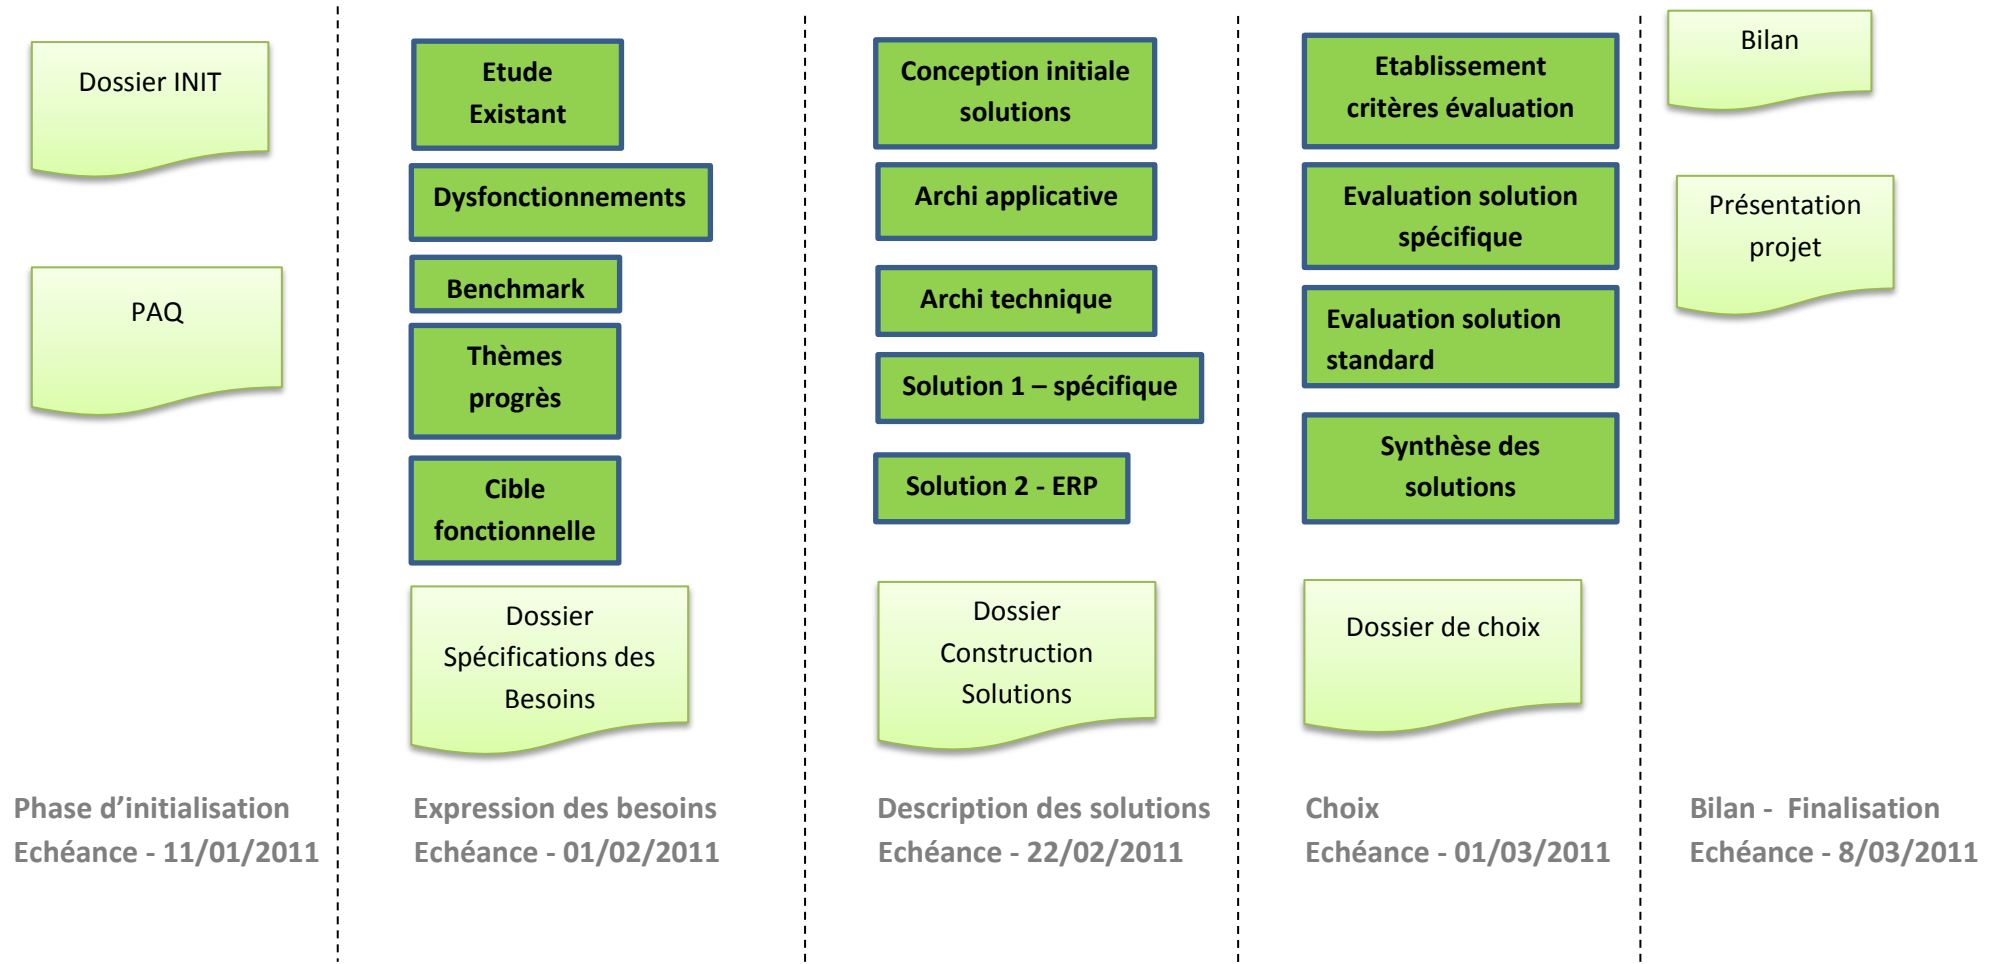 Dossier INIT
PAQ
Phase d’initialisation
Echéance - 11/01/2011
Etude
Existant
Dysfonctionnements
Benchmark
Thèmes
progrès
Cible
fonctionnelle
Dossier
Spécifications des
Besoins
Expression des besoins
Echéance - 01/02/2011
Conception initiale
solutions
Archi applicative
Archi technique
Solution 1 – spécifique
Solution 2 - ERP
Dossier
Construction
Solutions
Description des solutions
Echéance - 22/02/2011
Etablissement
critères évaluation
Evaluation solution
spécifique
Evaluation solution
standard
Synthèse des
solutions
Dossier de choix
Choix
Echéance - 01/03/2011
Bilan
Présentation
projet
Bilan - Finalisation
Echéance - 8/03/2011